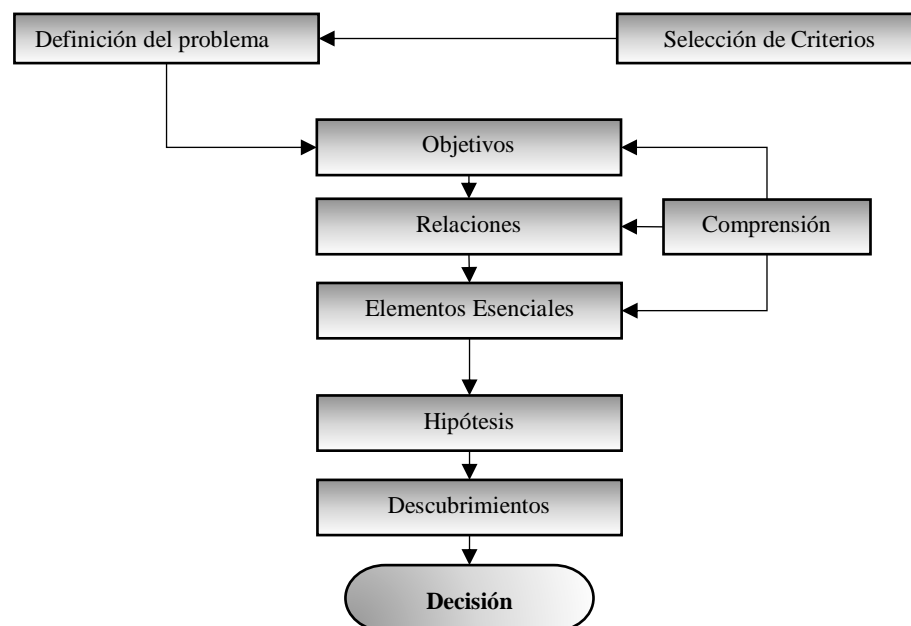 Definición del problema
Selección de Criterios
Objetivos
Relaciones
Comprensión
Elementos Esenciales
Hipótesis
Descubrimientos
Decisión